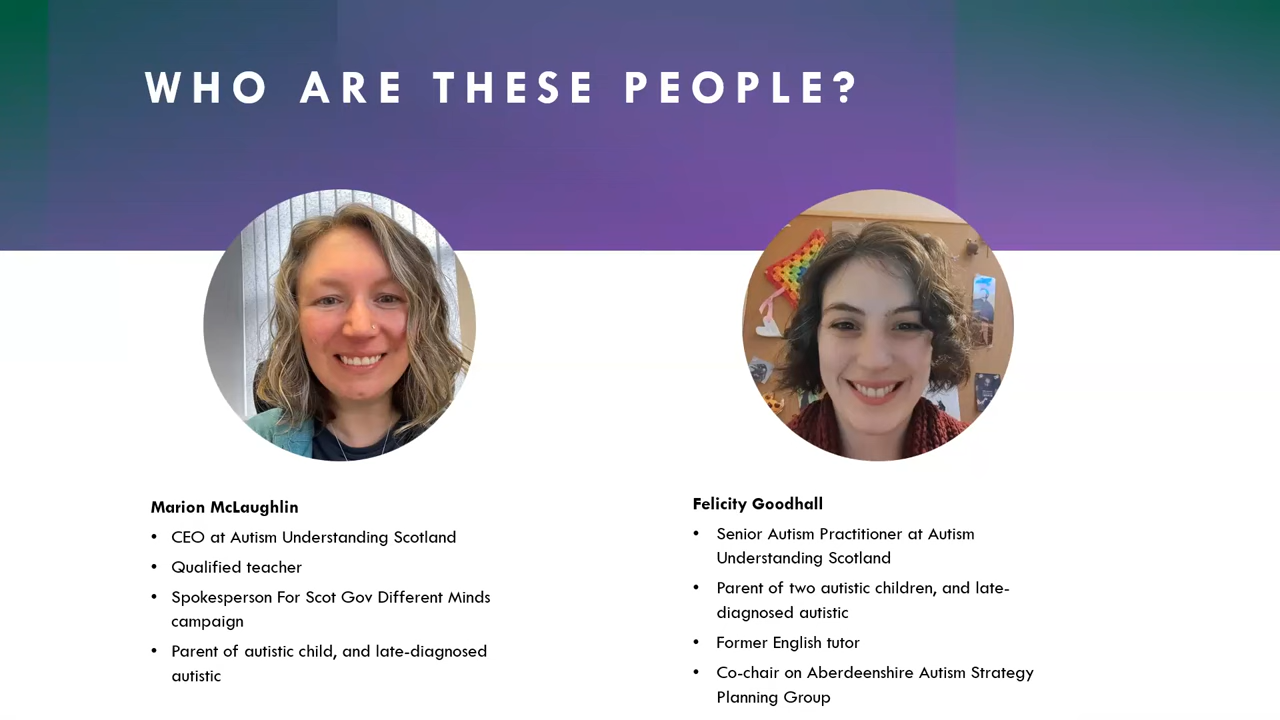 WHO ARE THESE PEOPLE?
Marion McLaughlin
• CEO at Autism Understanding Scotland
• Qualified teacher
• Spokesperson For Scot Gov Different Minds
campaign
• Parent of autistic child, and late-diagnosed
autistic
Felicity Goodhall
• Senior Autism Practitioner at Autism
Understanding Scotland
• Parent of two autistic children, and late-
diagnosed autistic
• Former English tutor
• Co-chair on Aberdeenshire Autism Strategy
Planning Group